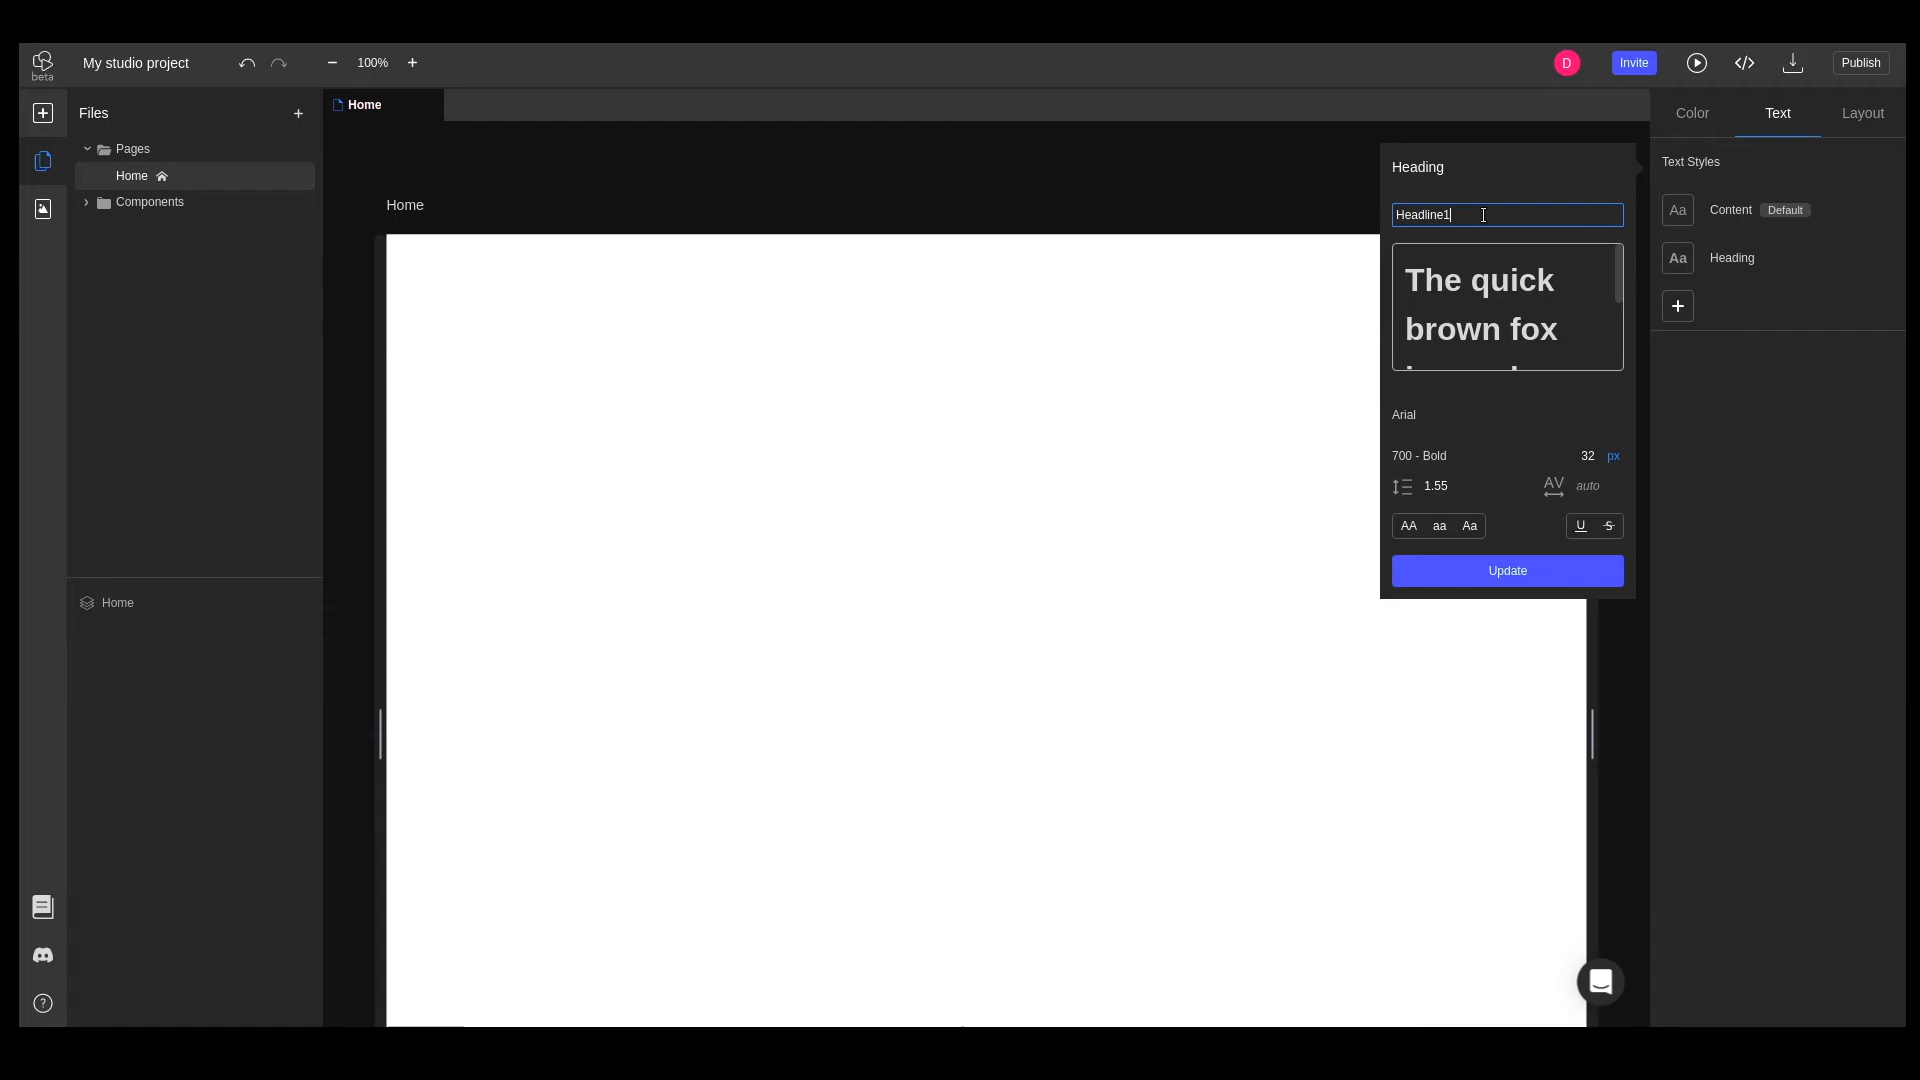 beta
My studio project
100%
D
Invite
Publish
Files
Home
Color
Text
Layout
Pages
Home
Components
Home
Heading
Headline1
The quick
brown fox
Text Styles
Aa
Content
Default
Aa
Heading
Arial
700 - Bold
32
px
1.55
AV
auto
AA
aa
Aa
U
S
Update
Home